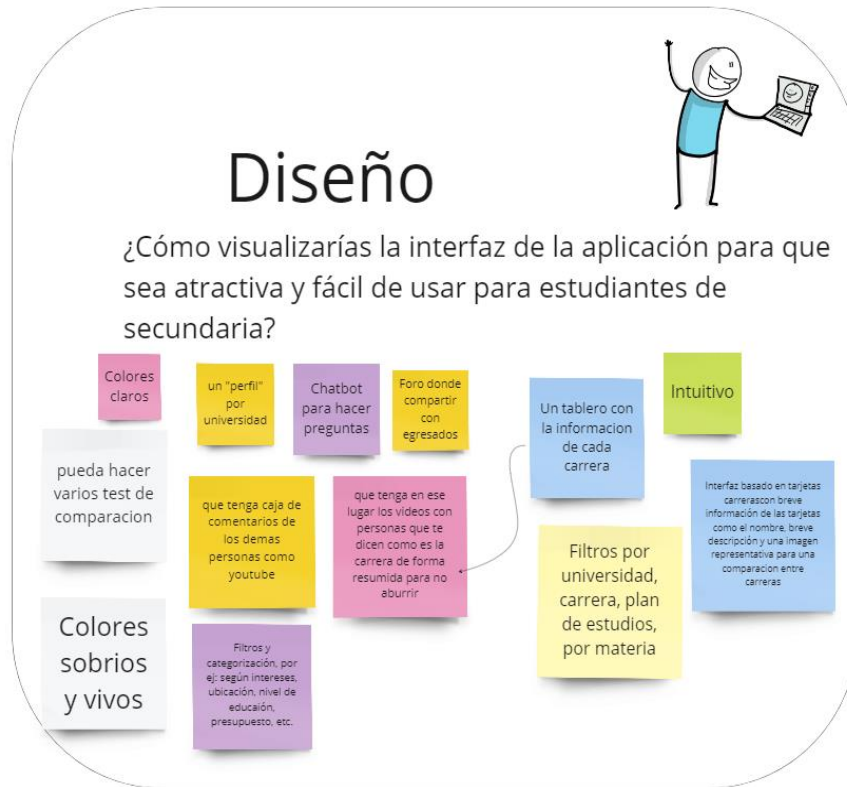 Diseño
¿Cómo visualizarías la interfaz de la aplicación para que
sea atractiva y fácil de usar para estudiantes de
secundaria?
Colores
claros
un "perfil"
por
universidad
Chatbot
para hacer
preguntas
Foro donde
compartir
con
egresados
Un tablero con
la informacion
de cada
carrera
Intuitivo
pueda hacer
varios test de
comparacion
que tenga caja de
comentarios de
los demas
personas como
youtube
que tenga en ese
lugar los videos con
personas que te
dicen como es la
carrera de forma
resumida para no
aburrir
Filtros por
universidad,
carrera, plan
de estudios,
por materia
Interfaz basado en tarjetas
carrerascon breve
información de las tarjetas
como el nombre, breve
descripción y una imagen
representativa para una
comparacion entre
carreras
Colores
sobrios
y vivos
Filtros y
categorización, por
ej: según intereses,
ubicación, nivel de
educaión,
presupuesto, etc.